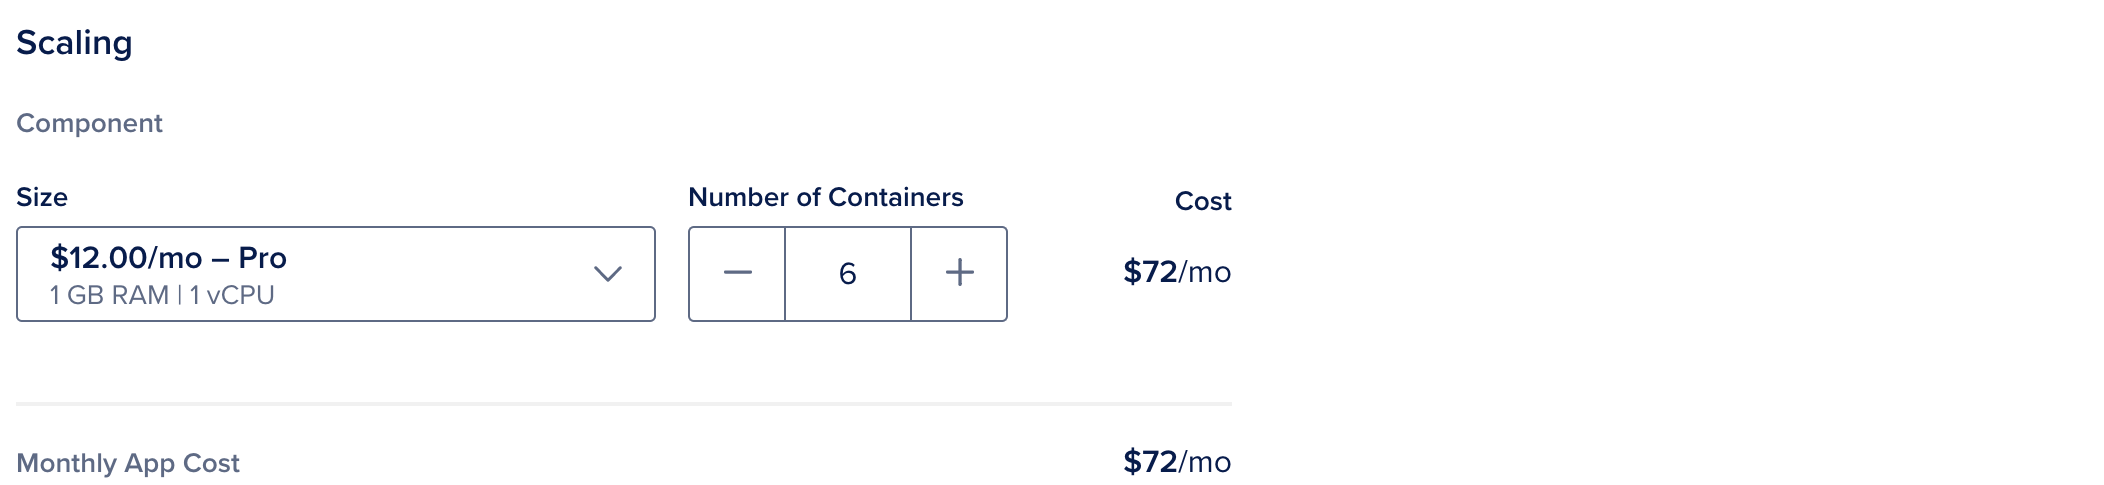 Scaling
Component
Size
Number of Containers
Cost
$12.00/mo – Pro
1 GB RAM | 1 vCPU
6
$72/mo
Monthly App Cost
$72/mo